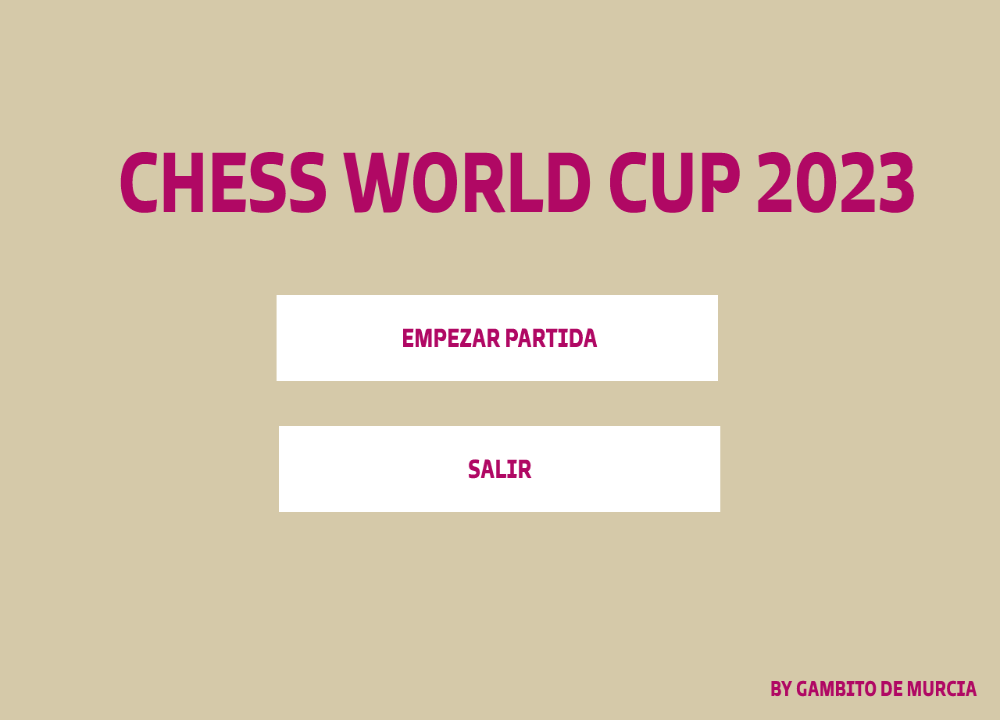 CHESS WORLD CUP 2023
EMPEZAR PARTIDA
SALIR
BY GAMBITO DE MURCIA